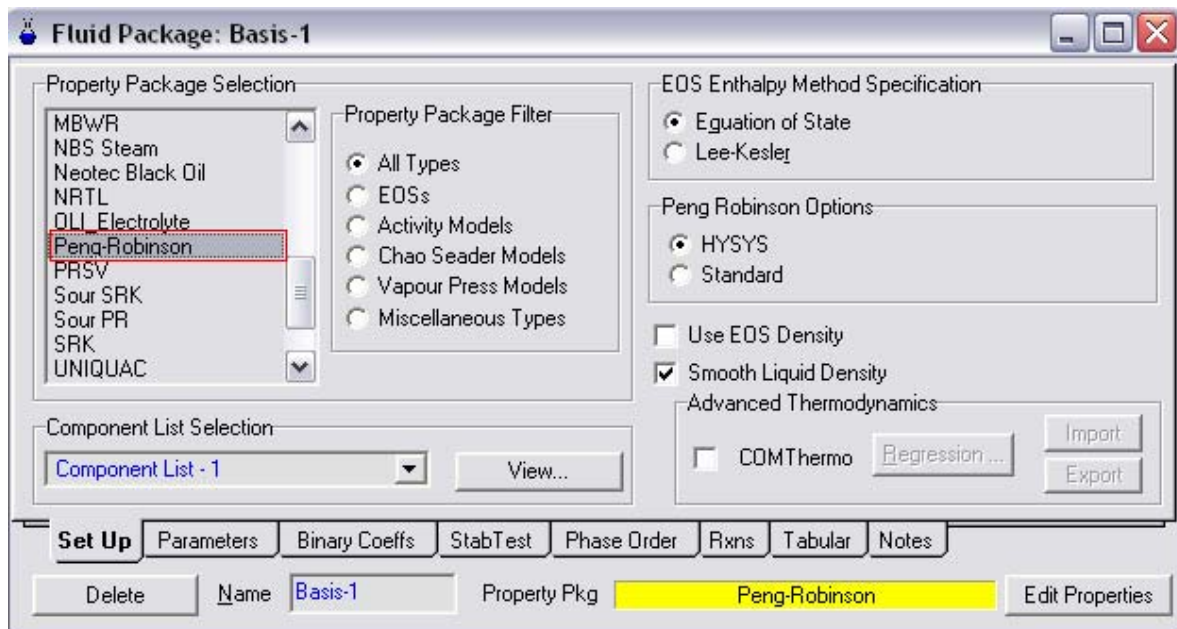 Fluid Package: Basis-1
Property Package Selection
MBWR
NBS Steam
Neotec Black Oil
NRTL
OLI_Electrolyte
Peng-Robinson
PRSV
Sour SRK
Sour PR
SRK
UNIQUAC
Property Package Filter
All Types
EOSs
Activity Models
Chao Seader Models
Vapour Press Models
Miscellaneous Types
Component List Selection
Component List - 1
View...
EOS Enthalpy Method Specification
Equation of State
Lee-Kesler
Peng Robinson Options
HYSYS
Standard
Use EOS Density
Smooth Liquid Density
Advanced Thermodynamics
COMThermo
Regression ...
Import
Export
Set Up Parameters Binary Coeffs StabTest Phase Order Rxns Tabular Notes
Delete Name Basis-1 Property Pkg Peng-Robinson Edit Properties